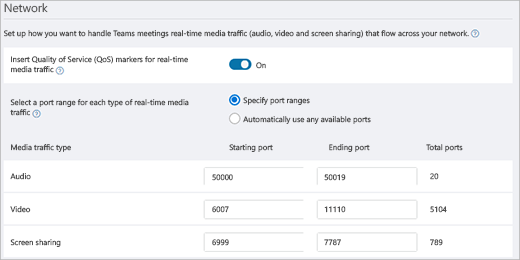 Network
Set up how you want to handle Teams meetings real-time media traffic (audio, video and screen sharing) that flow across your network. ?
Insert Quality of Service (QoS) markers for real-time
media traffic ?
On
Select a port range for each type of real-time media
traffic ?
Specify port ranges
Automatically use any available ports
Media traffic type Starting port Ending port Total ports
Audio 50000 50019 20
Video 6007 11110 5104
Screen sharing 6999 7787 789